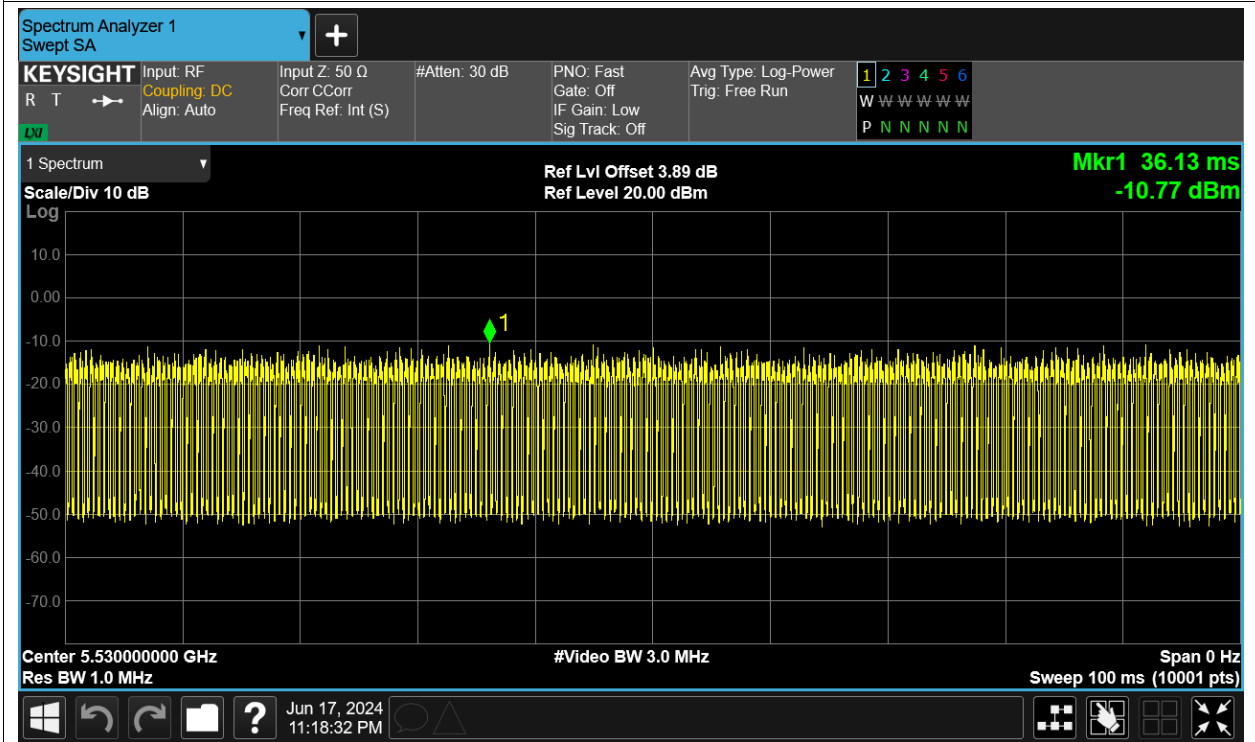 Spectrum Analyzer 1
Swept SA
+
KEYSIGHT
R T
LXI
Input: RF
Coupling: DC
Align: Auto
Input Z: 50 Ω
Corr CCorr
Freq Ref: Int (S)
#Atten: 30 dB
PNO: Fast
Gate: Off
IF Gain: Low
Sig Track: Off
Avg Type: Log-Power
Trig: Free Run
1 2 3 4 5 6
W W W W W W
P N N N N N
1 Spectrum
Scale/Div 10 dB
Ref Lvl Offset 3.89 dB
Ref Level 20.00 dBm
Mkr1 36.13 ms
-10.77 dBm
Log
10.0
0.00
-10.0
-20.0
-30.0
-40.0
-50.0
-60.0
-70.0
1
Center 5.530000000 GHz
Res BW 1.0 MHz
#Video BW 3.0 MHz
Span 0 Hz
Sweep 100 ms (10001 pts)
?
Jun 17, 2024
11:18:32 PM